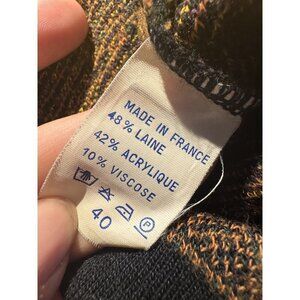 MADE IN FRANCE
48% LAINE
42% ACRYLIQUE
10% VISCOSE
P
40